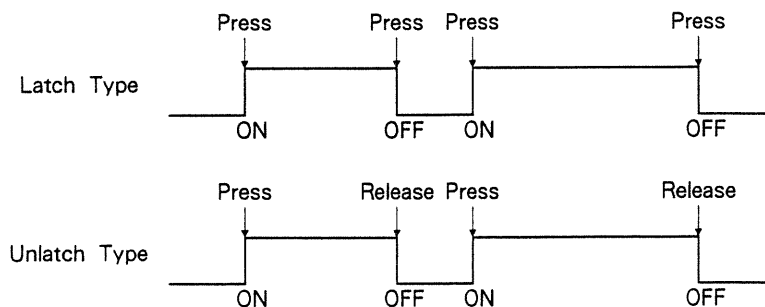 Press Press Press Press
Latch Type
ON OFF ON OFF
Press Release Press Release
Unlatch Type
ON OFF ON OFF